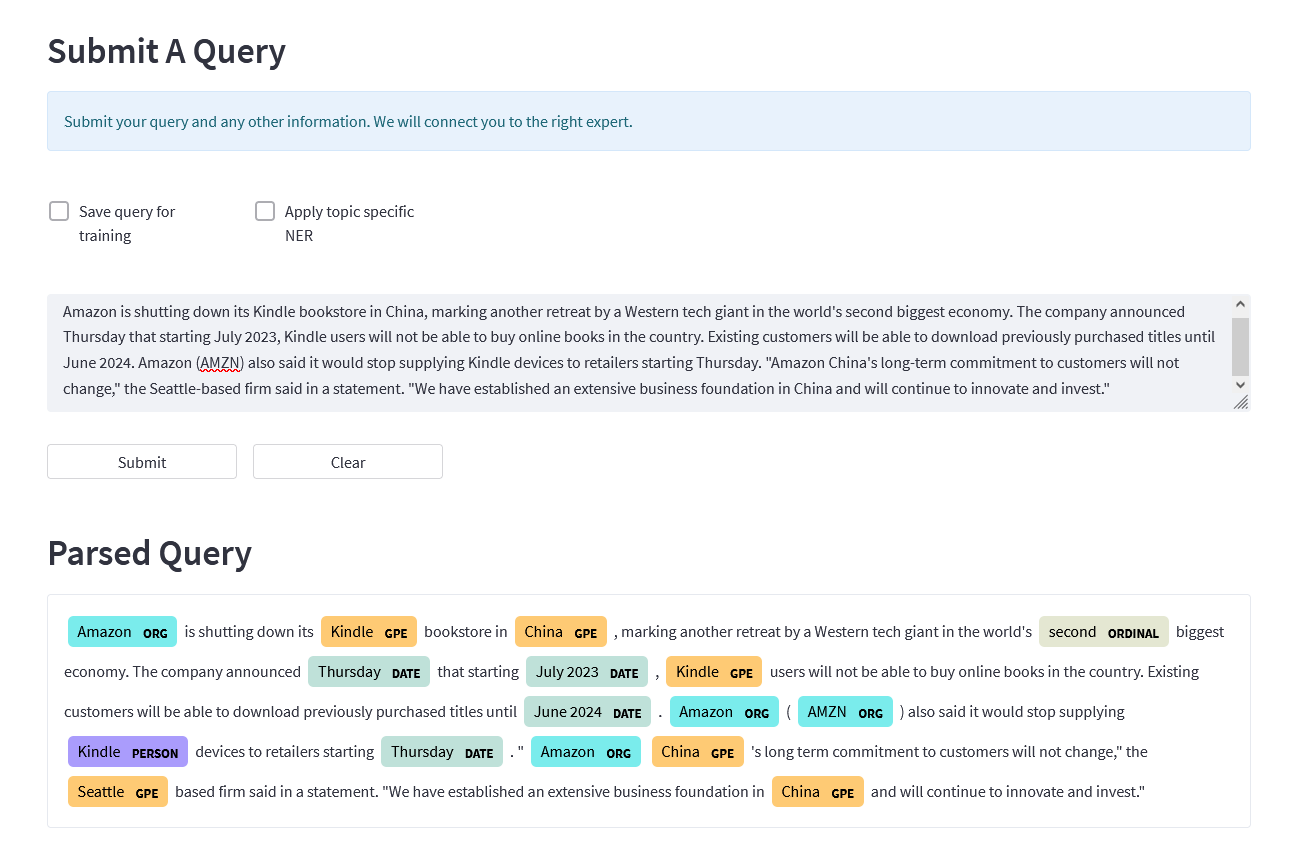 Submit A Query
Submit your query and any other information. We will connect you to the right expert.
Save query for
training
Apply topic specific
NER
Amazon is shutting down its Kindle bookstore in China, marking another retreat by a Western tech giant in the world's second biggest economy. The company announced
Thursday that starting July 2023, Kindle users will not be able to buy online books in the country. Existing customers will be able to download previously purchased titles until
June 2024. Amazon (AMZN) also said it would stop supplying Kindle devices to retailers starting Thursday. "Amazon China's long-term commitment to customers will not
change," the Seattle-based firm said in a statement. "We have established an extensive business foundation in China and will continue to innovate and invest."
Submit
Clear
Parsed Query
Amazon ORG is shutting down its Kindle GPE bookstore in China GPE , marking another retreat by a Western tech giant in the world's second ORDINAL biggest
economy. The company announced Thursday DATE that starting July 2023 DATE , Kindle GPE users will not be able to buy online books in the country. Existing
customers will be able to download previously purchased titles until June 2024 DATE . Amazon ORG ( AMZN ORG ) also said it would stop supplying
Kindle PERSON devices to retailers starting Thursday DATE . " Amazon ORG China GPE 's long term commitment to customers will not change," the
Seattle GPE based firm said in a statement. "We have established an extensive business foundation in China GPE and will continue to innovate and invest."